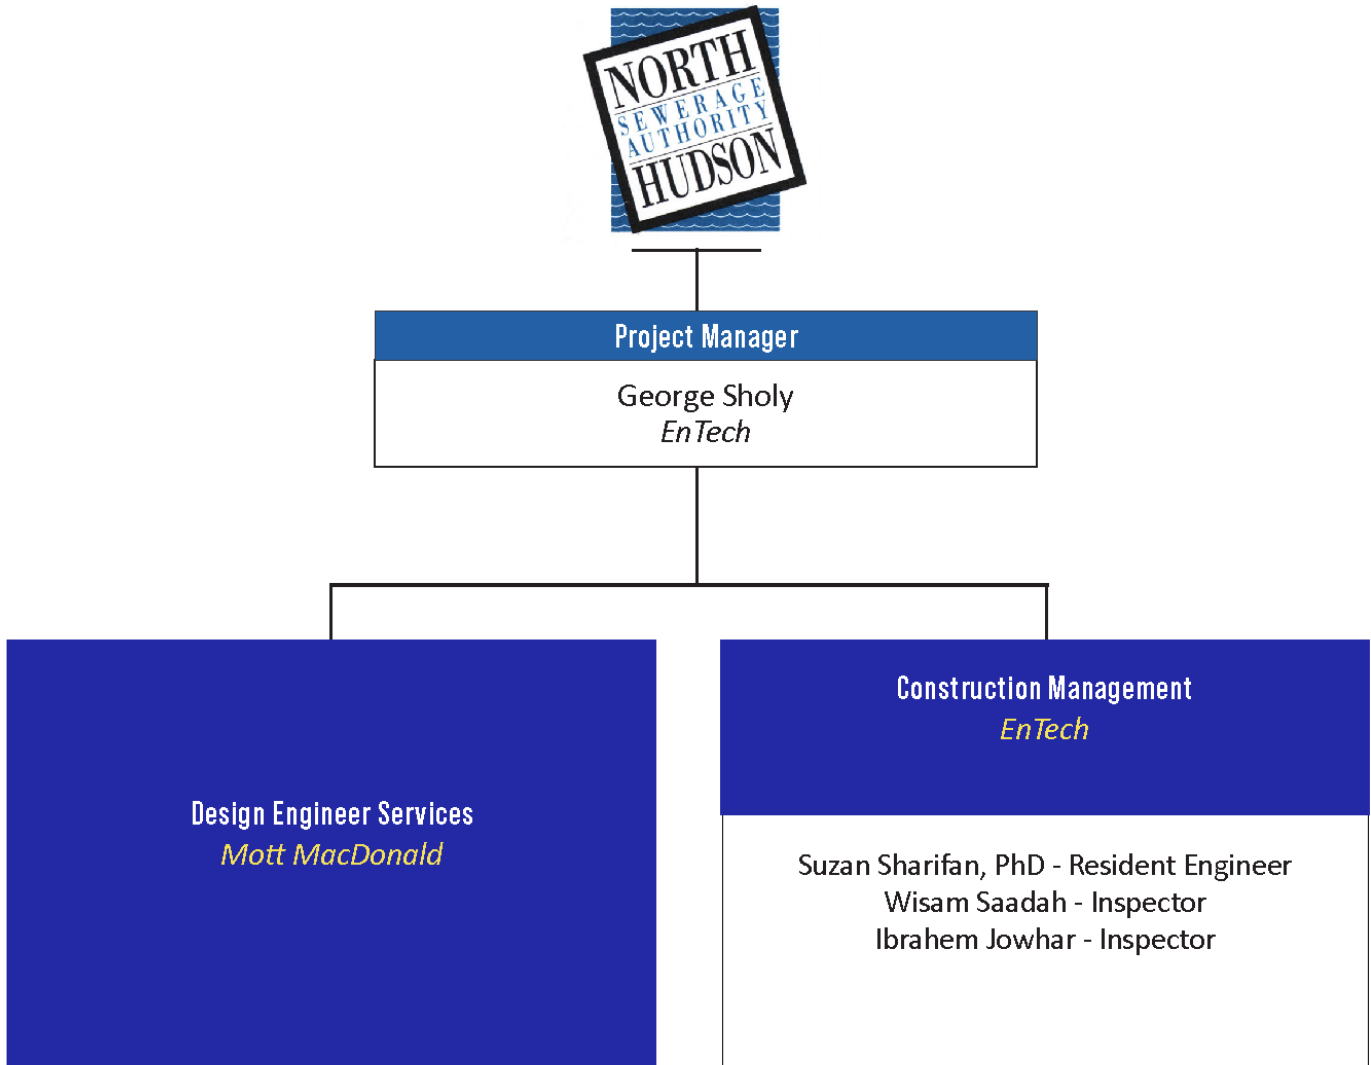 NORTH
SEWERAGE
AUTHORITY
HUDSON
Project Manager
George Sholy
EnTech
Design Engineer Services
Mott MacDonald
Construction Management
EnTech
Suzan Sharifan, PhD - Resident Engineer
Wisam Saadah - Inspector
Ibrahem Jowhar - Inspector